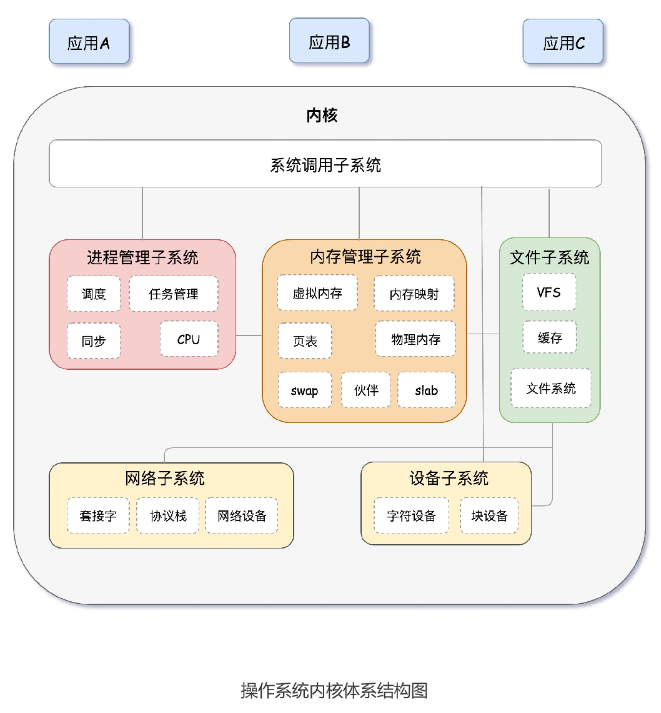 应用A
应用B
应用C
内核
系统调用子系统
进程管理子系统
调度
任务管理
同步
CPU
内存管理子系统
虚拟内存
内存映射
页表
物理内存
swap
伙伴
slab
文件子系统
VFS
缓存
文件系统
网络子系统
套接字
协议栈
网络设备
设备子系统
字符设备
块设备
操作系统内核体系结构图